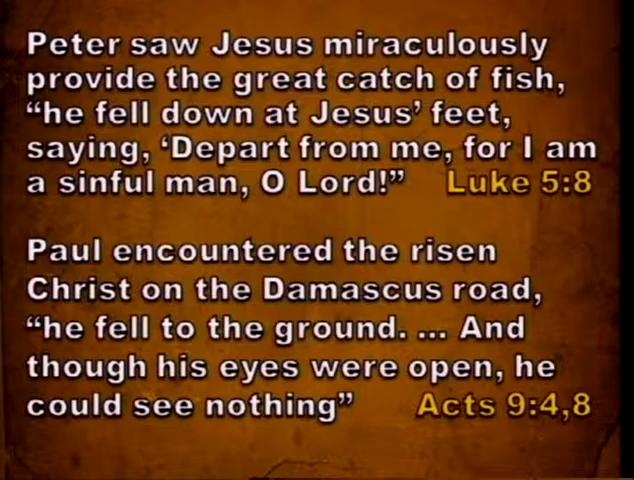 Peter saw Jesus miraculously
provide the great catch of fish,
“he fell down at Jesus’ feet,
saying, ‘Depart from me, for I am
a sinful man, O Lord!” Luke 5:8
Paul encountered the risen
Christ on the Damascus road,
“he fell to the ground. ... And
though his eyes were open, he
could see nothing” Acts 9:4,8